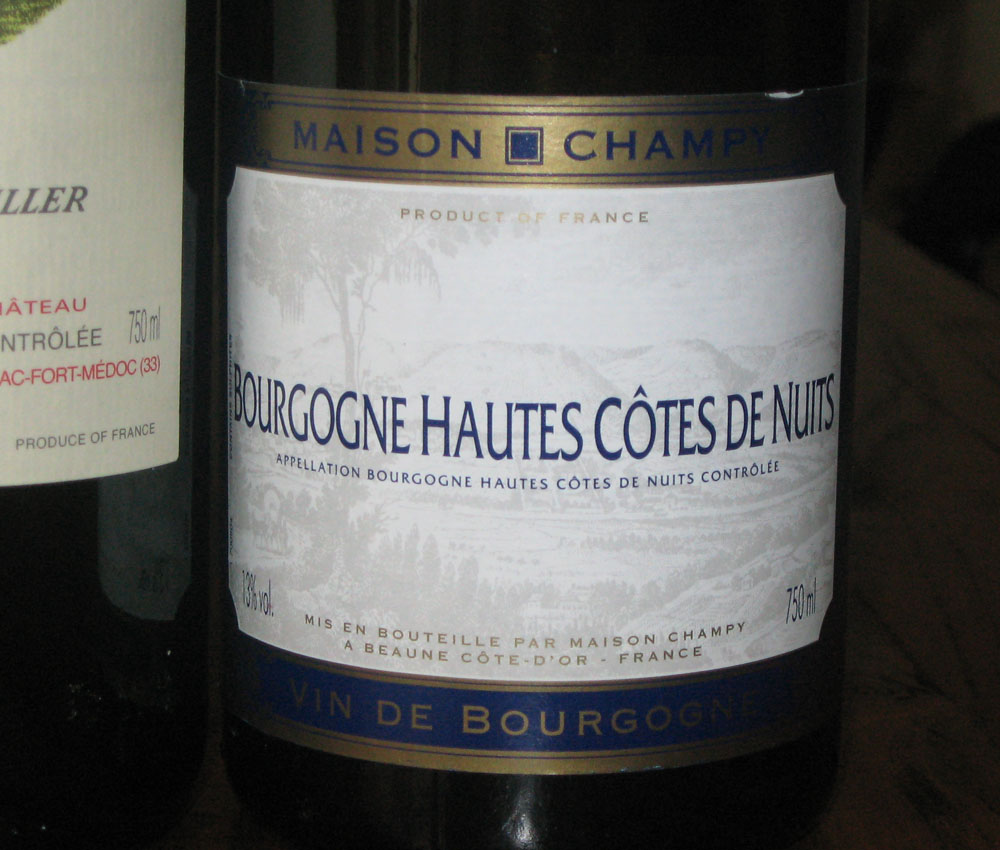 MAISON CHAMPY
PRODUCT OF FRANCE
BOURGOGNE HAUTES CÔTES DE NUITS
APPELLATION BOURGOGNE HAUTES CÔTES DE NUITS CONTRÔLÉE
13% vol.
750 ml
MIS EN BOUTEILLE PAR MAISON CHAMPY
A BEAUNE CÔTE-D'OR - FRANCE
VIN DE BOURGOGNE
ILLER
HÂTEAU
NTRÔLÉE
750 ml
AC-FORT-MÉDOC (33)
PRODUCE OF FRANCE